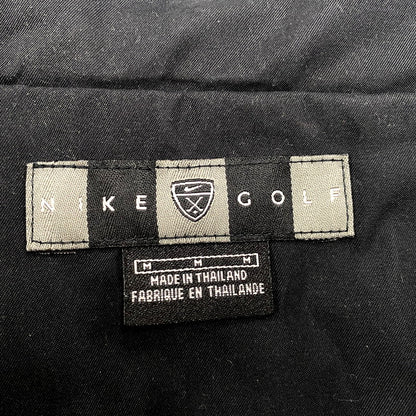 NIKE GOLF
M M M
MADE IN THAILAND
FABRIQUE EN THAILANDE